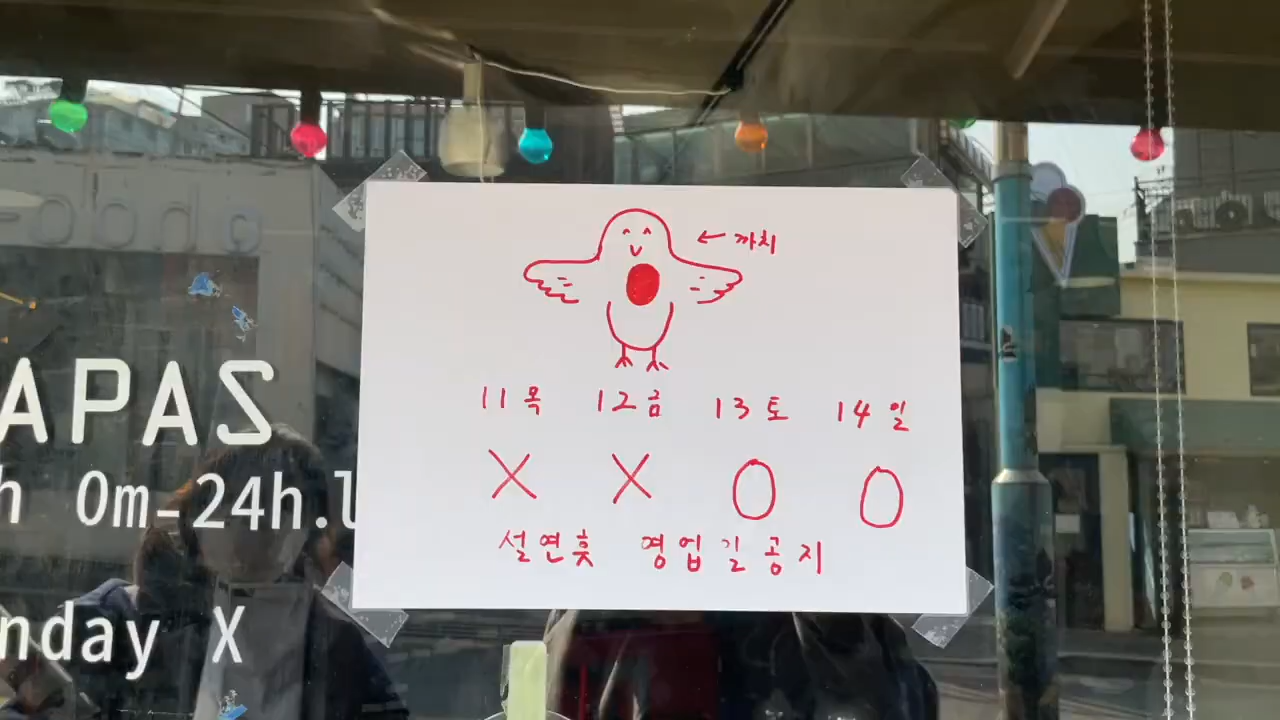 ← 까치
11목 12금 13토 14일
X X O O
설연휴 영업길공지
APAS
h 0m-24h.l
nday X